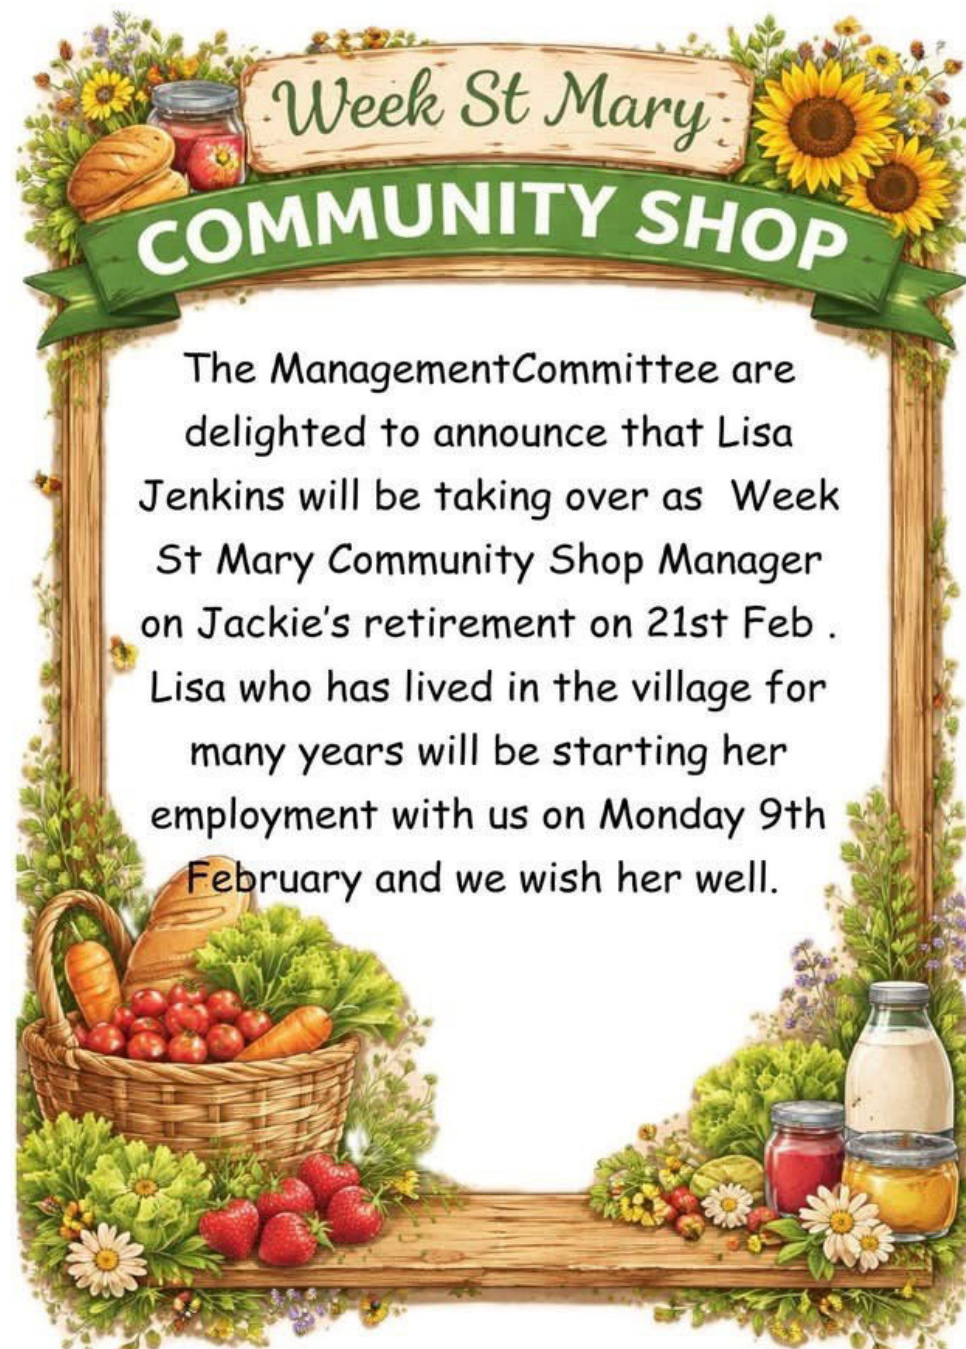 Week St Mary
COMMUNITY SHOP
The ManagementCommittee are
delighted to announce that Lisa
Jenkins will be taking over as  Week
St Mary Community Shop Manager
on Jackie's retirement on 21st Feb .
Lisa who has lived in the village for
many years will be starting her
employment with us on Monday 9th
February and we wish her well.